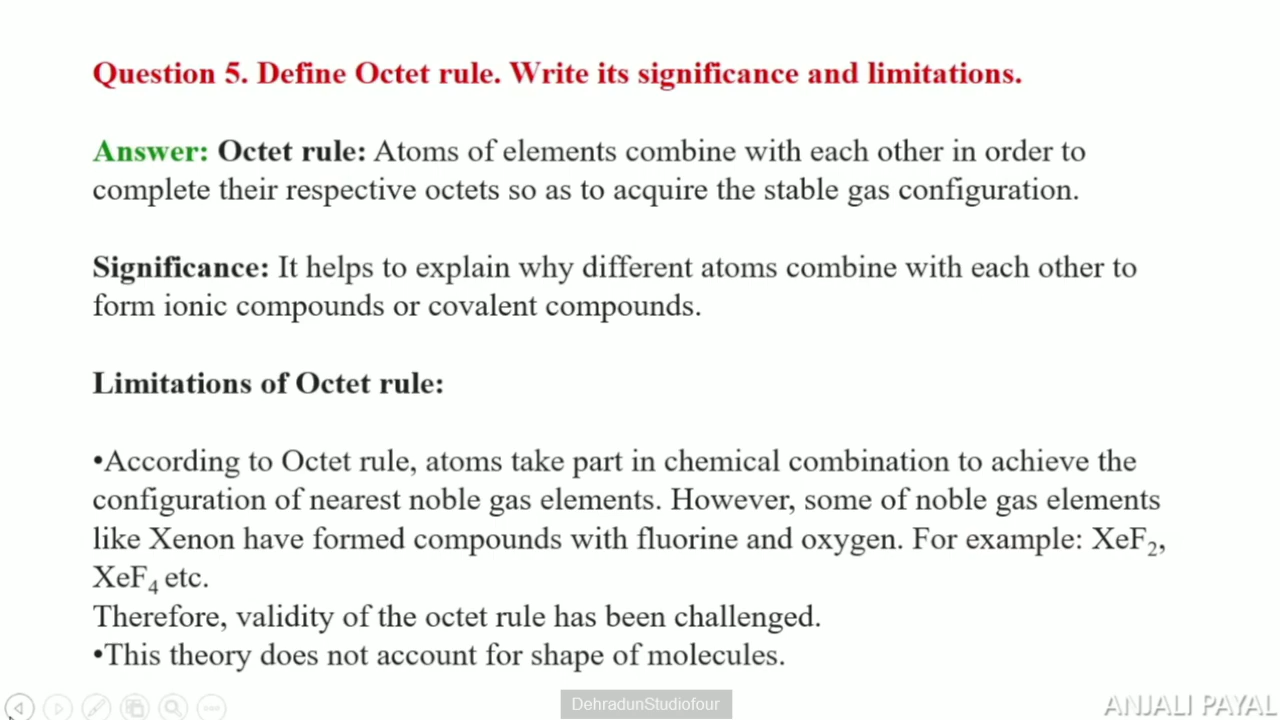 Question 5. Define Octet rule. Write its significance and limitations.
Answer: Octet rule: Atoms of elements combine with each other in order to
complete their respective octets so as to acquire the stable gas configuration.
Significance: It helps to explain why different atoms combine with each other to
form ionic compounds or covalent compounds.
Limitations of Octet rule:
•According to Octet rule, atoms take part in chemical combination to achieve the
configuration of nearest noble gas elements. However, some of noble gas elements
like Xenon have formed compounds with fluorine and oxygen. For example: XeF₂,
XeF₄ etc.
Therefore, validity of the octet rule has been challenged.
•This theory does not account for shape of molecules.
DehradunStudiofour
ANJALI PAYAL